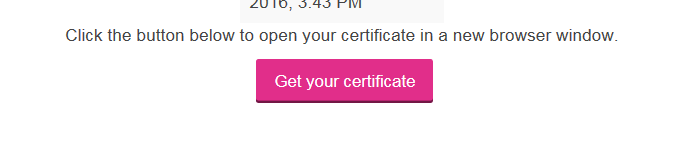 2016, 3:43 PM
Click the button below to open your certificate in a new browser window.
Get your certificate